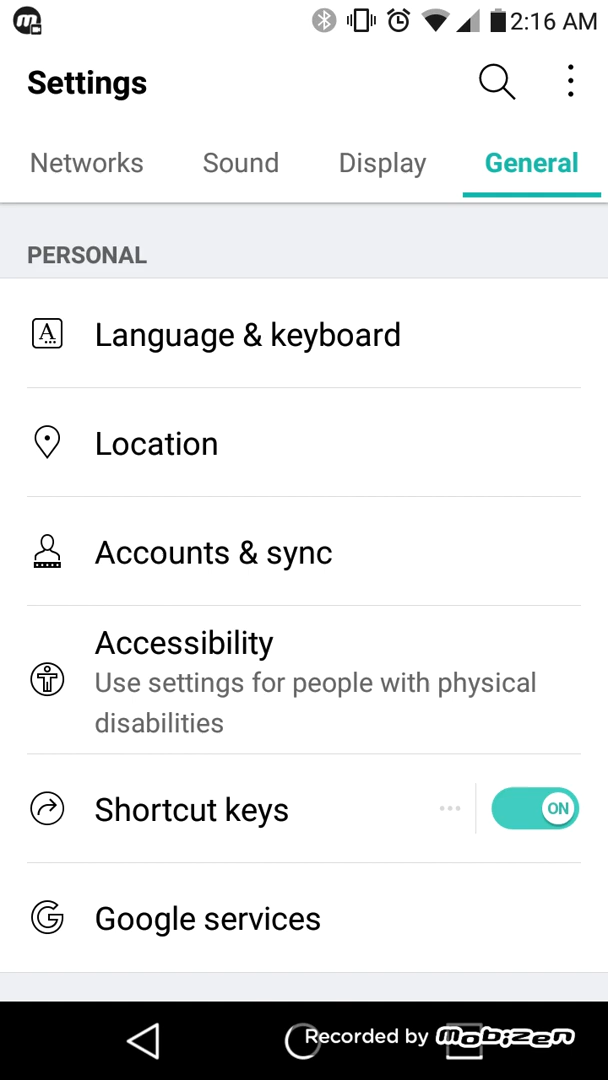 2:16 AM
Settings
Networks Sound Display General
PERSONAL
Language & keyboard
Location
Accounts & sync
Accessibility
Use settings for people with physical
disabilities
Shortcut keys ... ON
Google services
Recorded by mobizen